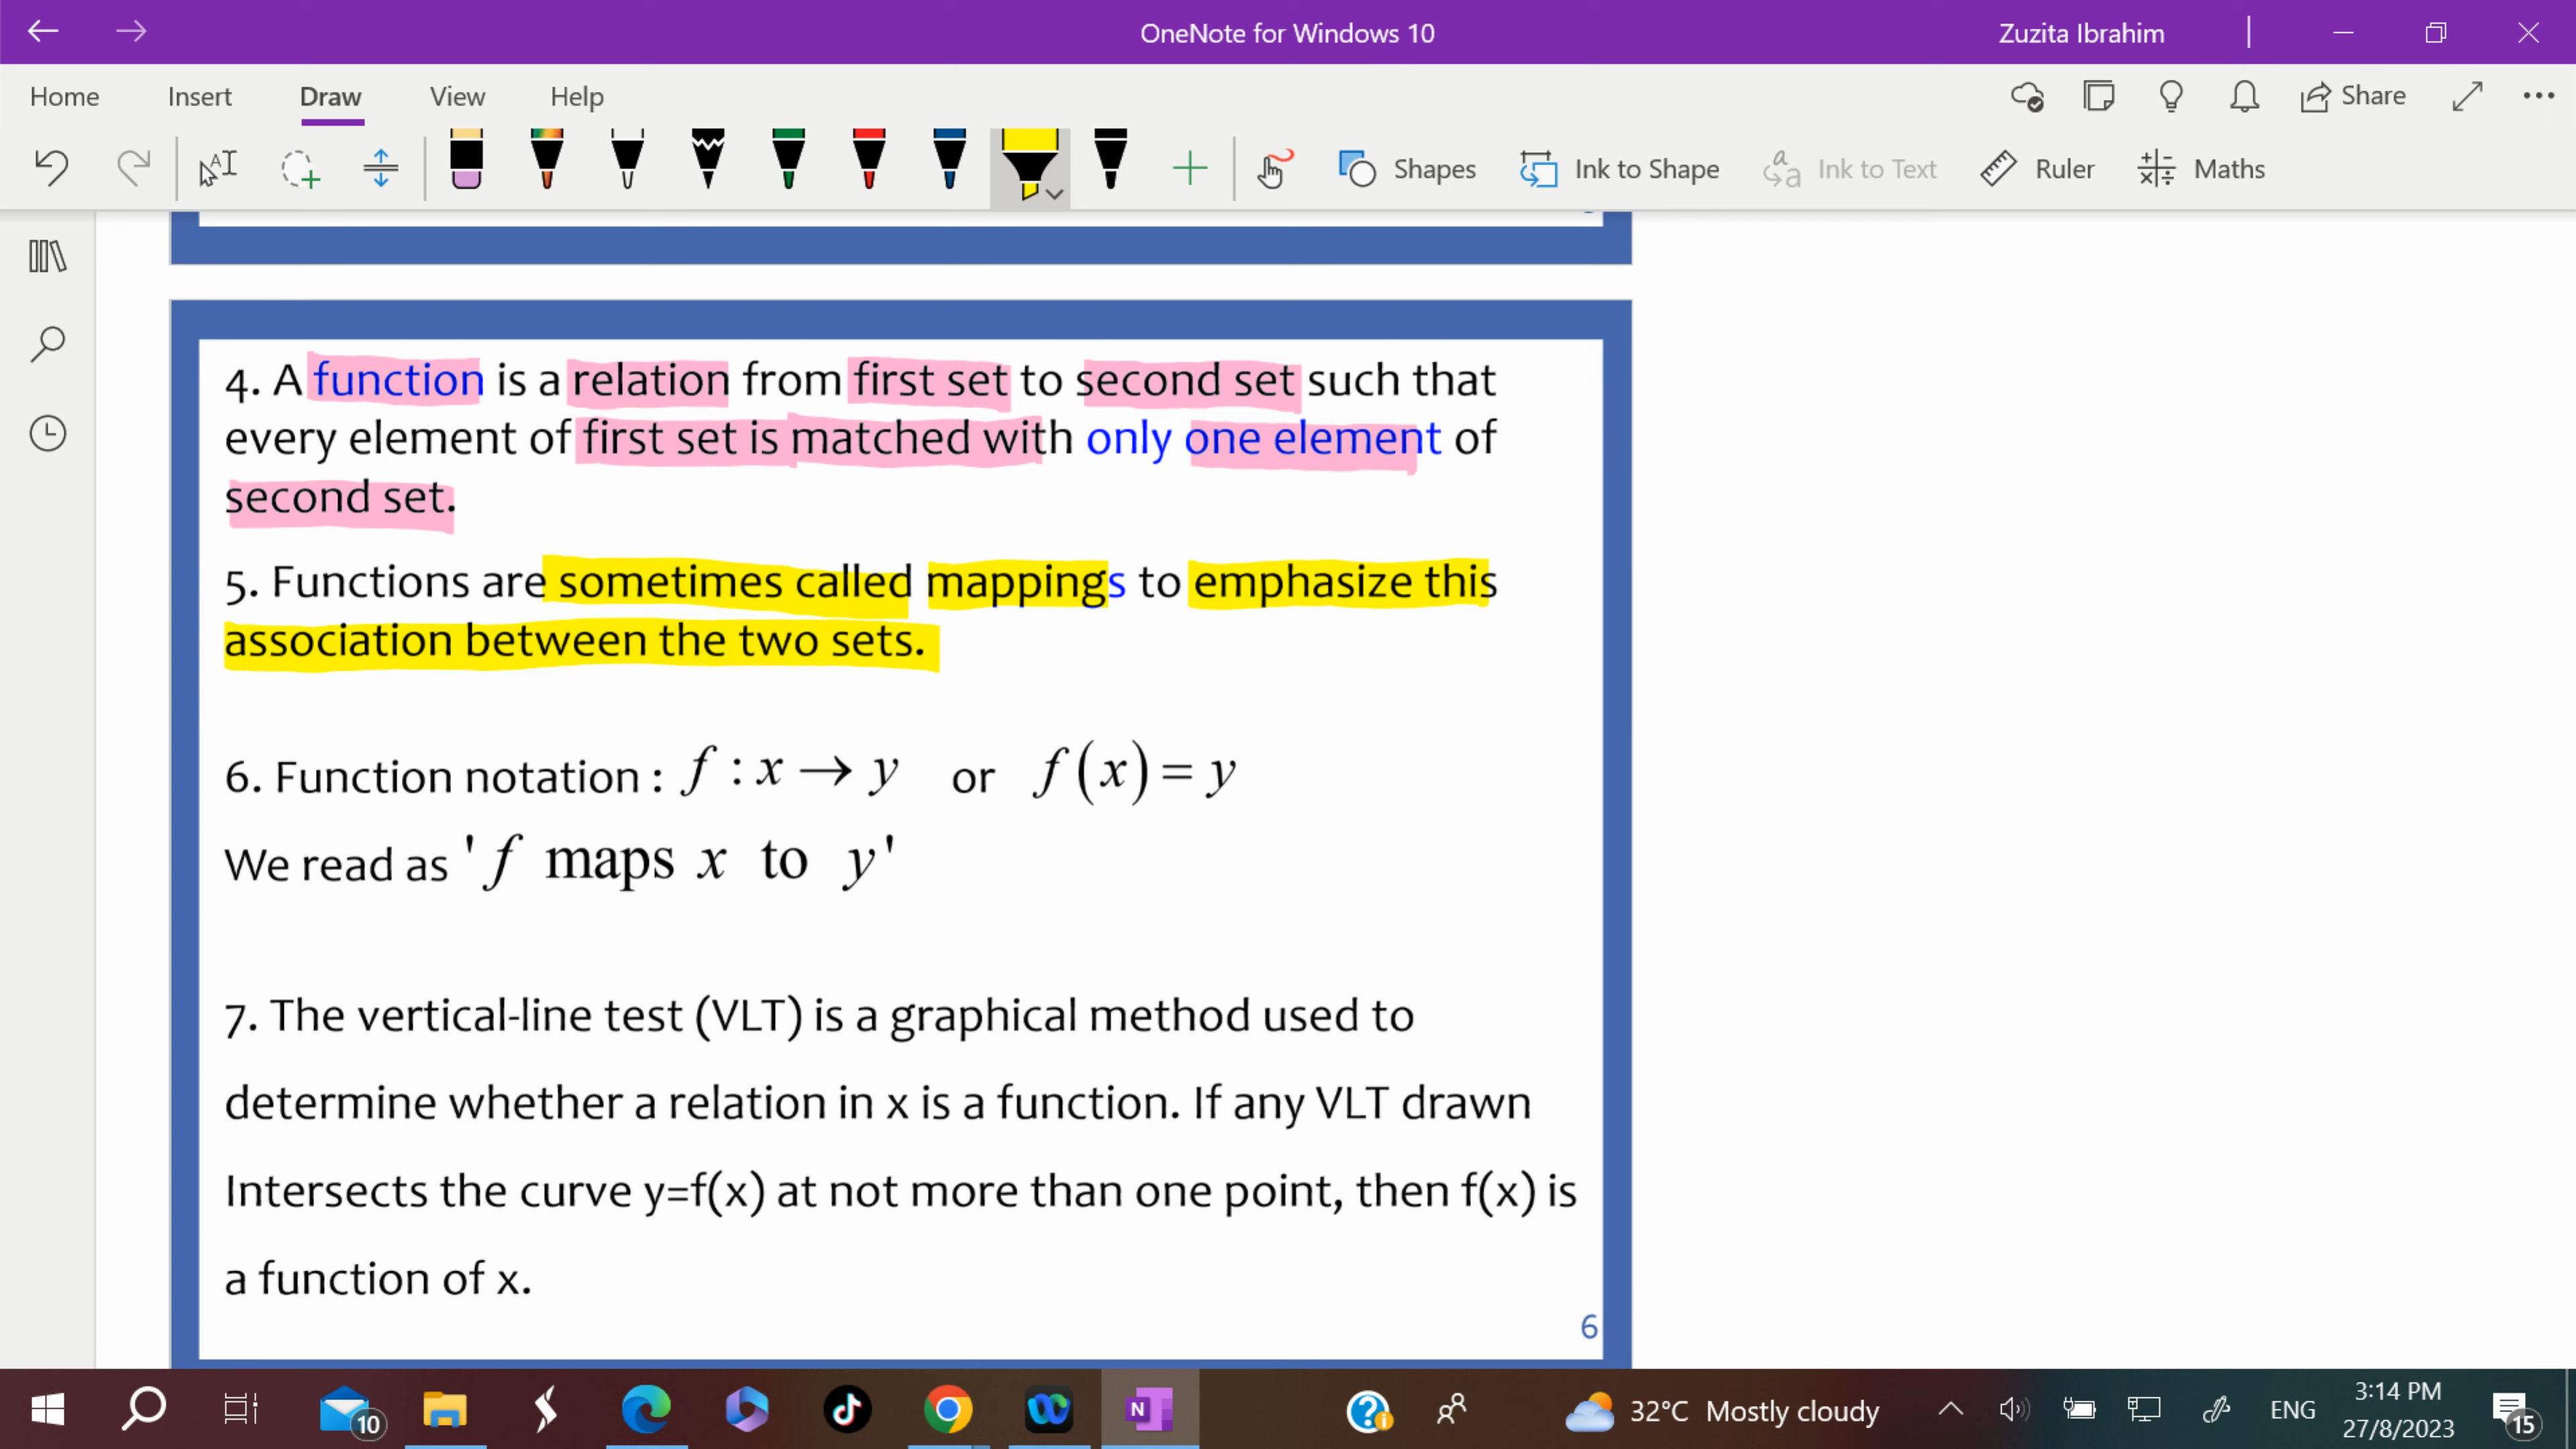 OneNote for Windows 10
Zuzita Ibrahim
Home Insert Draw View Help
Share
Shapes Ink to Shape Ink to Text Ruler Maths
4. A function is a relation from first set to second set such that
every element of first set is matched with only one element of
second set.
5. Functions are sometimes called mappings to emphasize this
association between the two sets.
6. Function notation : f : x → y or f(x) = y
We read as 'f maps x to y'
7. The vertical-line test (VLT) is a graphical method used to
determine whether a relation in x is a function. If any VLT drawn
Intersects the curve y=f(x) at not more than one point, then f(x) is
a function of x.
6
10
N
32°C Mostly cloudy
ENG
3:14 PM
27/8/2023
15